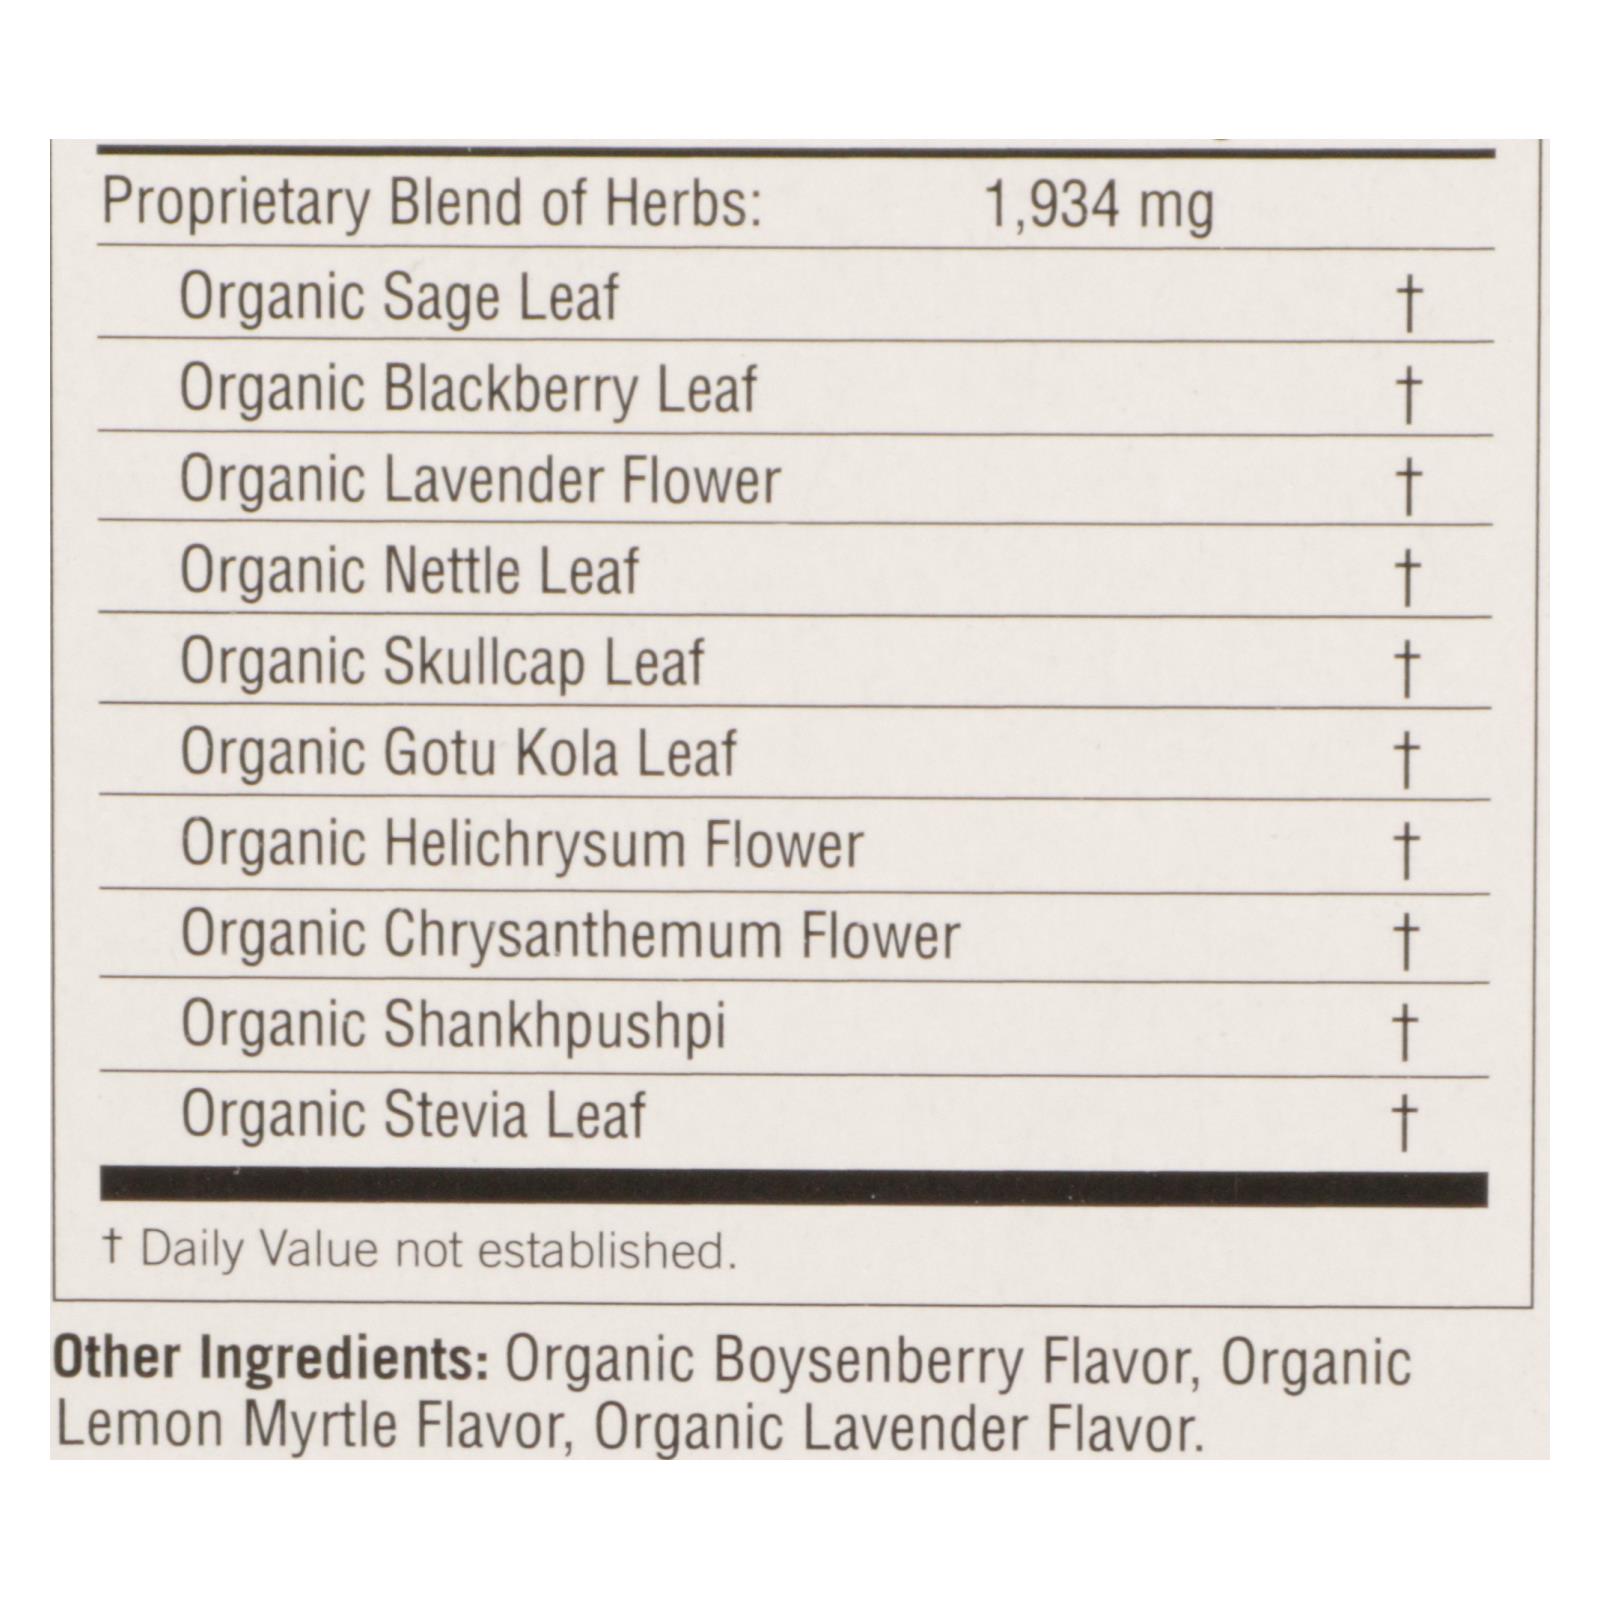 Proprietary Blend of Herbs: 1,934 mg
Organic Sage Leaf †
Organic Blackberry Leaf †
Organic Lavender Flower †
Organic Nettle Leaf †
Organic Skullcap Leaf †
Organic Gotu Kola Leaf †
Organic Helichrysum Flower †
Organic Chrysanthemum Flower †
Organic Shankhpushpi †
Organic Stevia Leaf †
† Daily Value not established.
Other Ingredients: Organic Boysenberry Flavor, Organic
Lemon Myrtle Flavor, Organic Lavender Flavor.